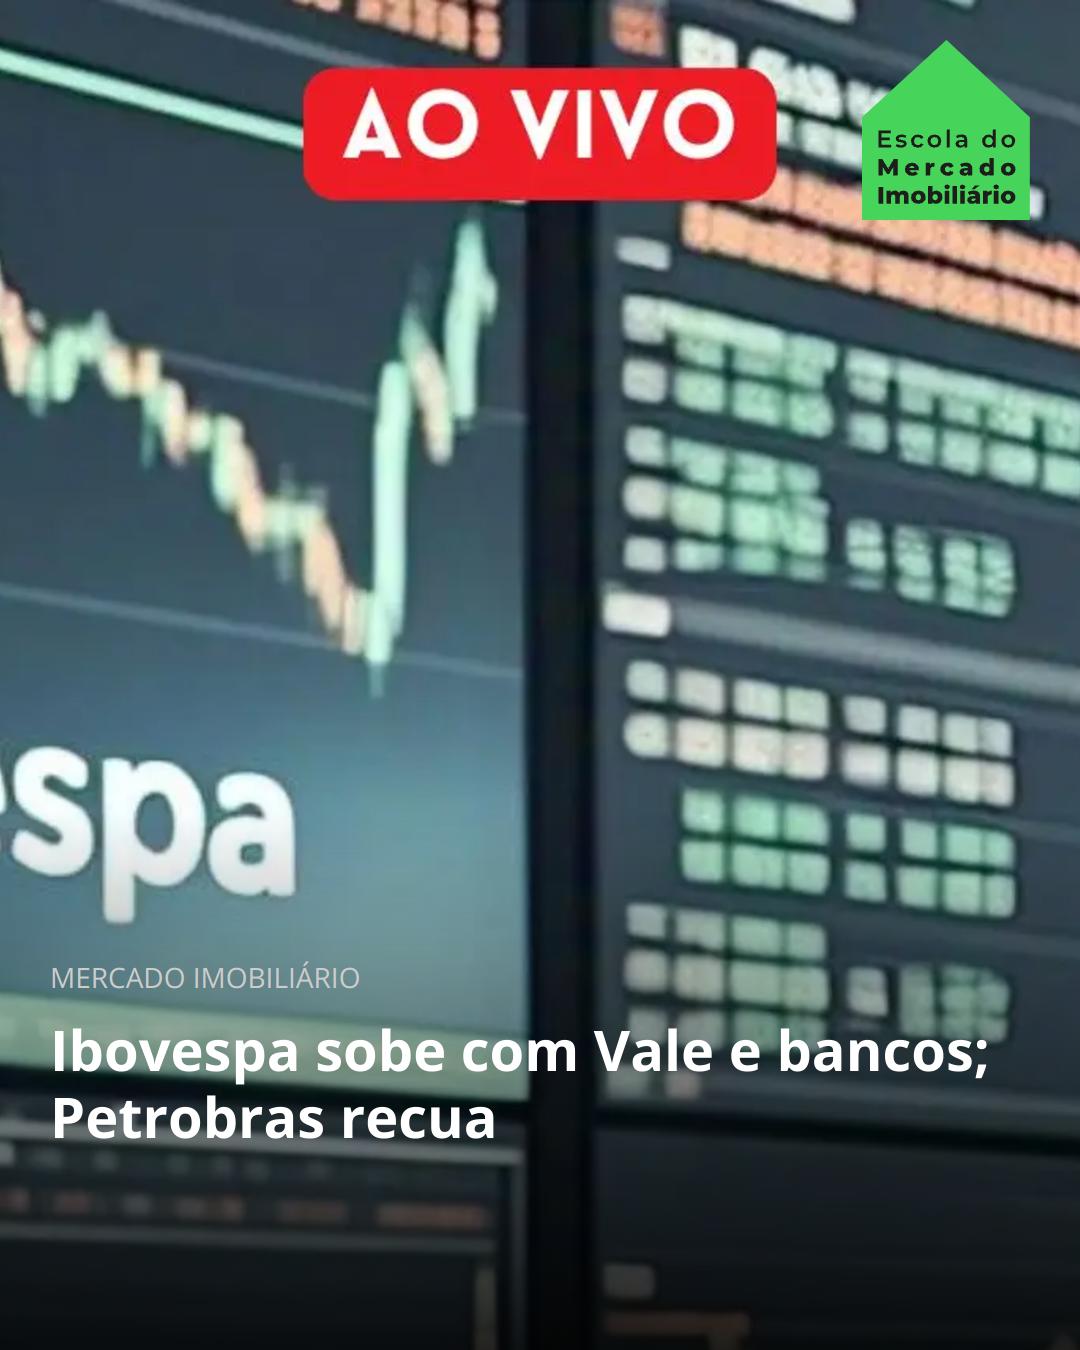 AO VIVO
Escola do
Mercado
Imobiliário
espa
MERCADO IMOBILIÁRIO
Ibovespa sobe com Vale e bancos;
Petrobras recua